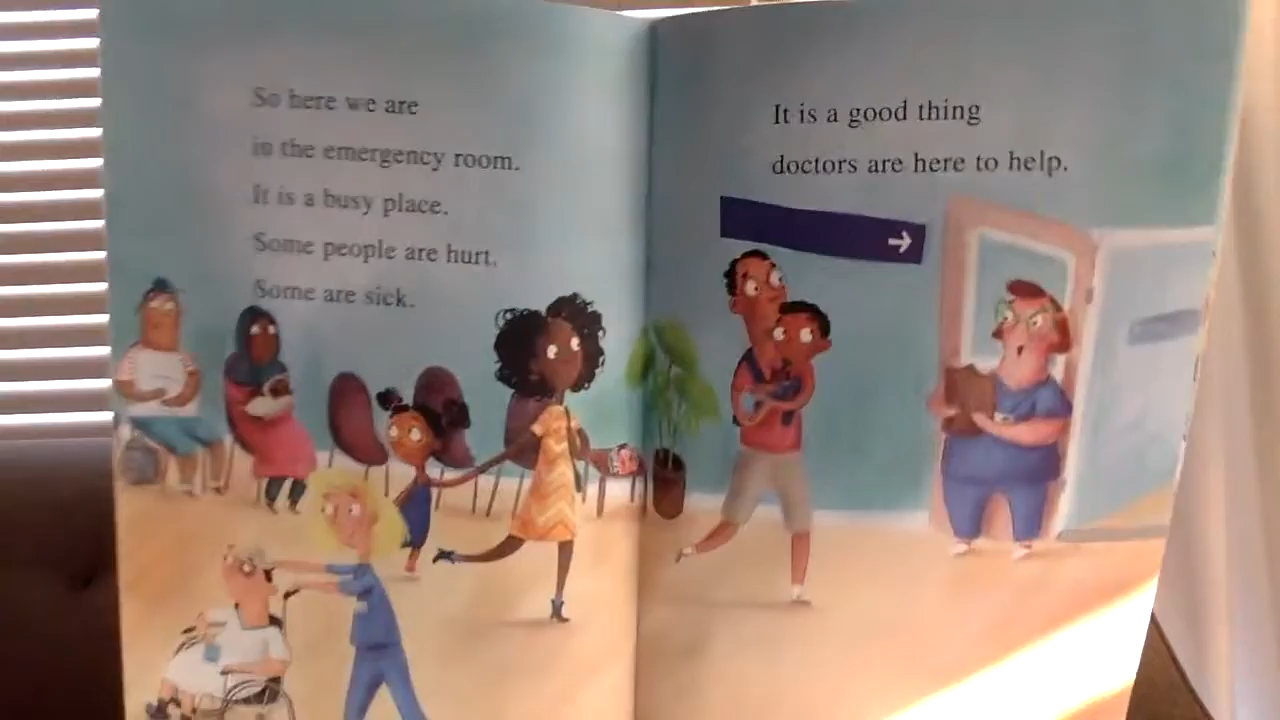 So here we are
in the emergency room.
It is a busy place.
Some people are hurt.
Some are sick.
It is a good thing
doctors are here to help.